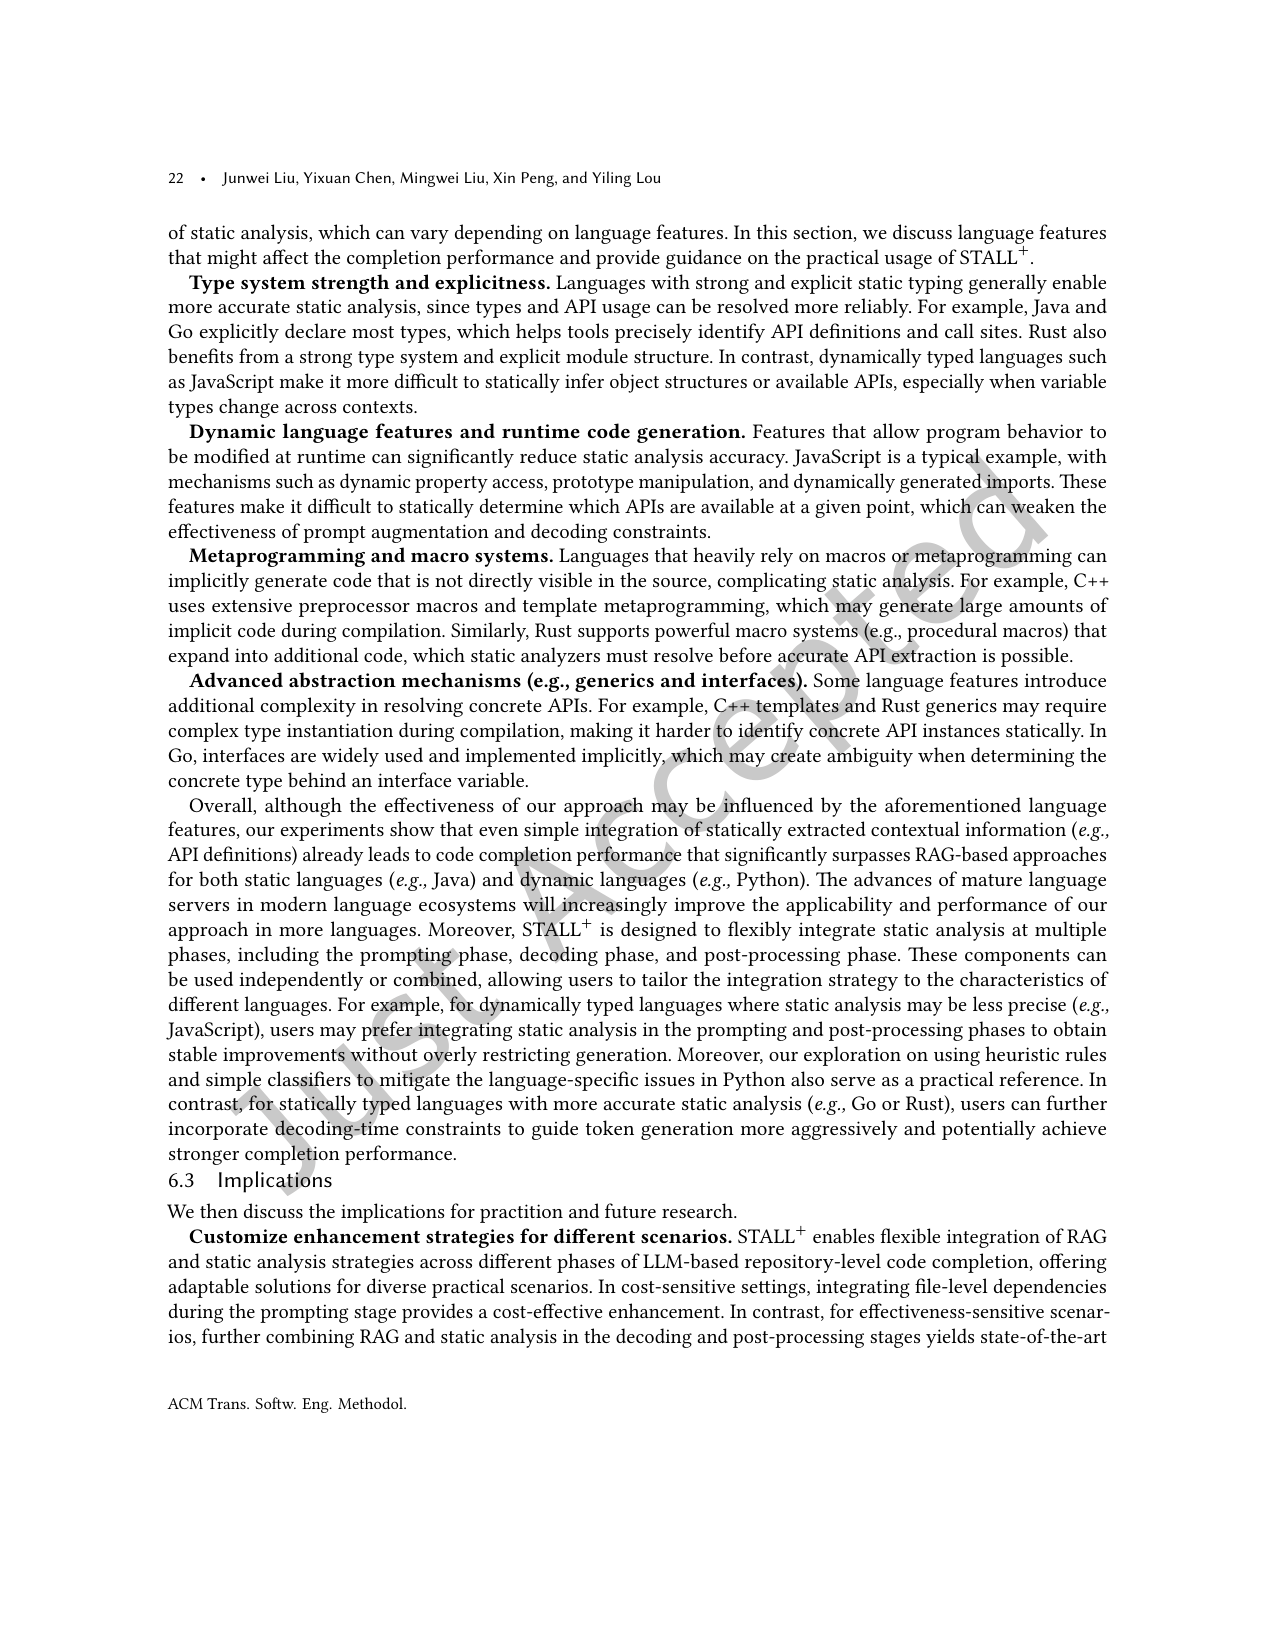 22 • Junwei Liu, Yixuan Chen, Mingwei Liu, Xin Peng, and Yiling Lou
of static analysis, which can vary depending on language features. In this section, we discuss language features
that might affect the completion performance and provide guidance on the practical usage of STALL+.
Type system strength and explicitness. Languages with strong and explicit static typing generally enable
more accurate static analysis, since types and API usage can be resolved more reliably. For example, Java and
Go explicitly declare most types, which helps tools precisely identify API definitions and call sites. Rust also
benefits from a strong type system and explicit module structure. In contrast, dynamically typed languages such
as JavaScript make it more difficult to statically infer object structures or available APIs, especially when variable
types change across contexts.
Dynamic language features and runtime code generation. Features that allow program behavior to
be modified at runtime can significantly reduce static analysis accuracy. JavaScript is a typical example, with
mechanisms such as dynamic property access, prototype manipulation, and dynamically generated imports. These
features make it difficult to statically determine which APIs are available at a given point, which can weaken the
effectiveness of prompt augmentation and decoding constraints.
Metaprogramming and macro systems. Languages that heavily rely on macros or metaprogramming can
implicitly generate code that is not directly visible in the source, complicating static analysis. For example, C++
uses extensive preprocessor macros and template metaprogramming, which may generate large amounts of
implicit code during compilation. Similarly, Rust supports powerful macro systems (e.g., procedural macros) that
expand into additional code, which static analyzers must resolve before accurate API extraction is possible.
Advanced abstraction mechanisms (e.g., generics and interfaces). Some language features introduce
additional complexity in resolving concrete APIs. For example, C++ templates and Rust generics may require
complex type instantiation during compilation, making it harder to identify concrete API instances statically. In
Go, interfaces are widely used and implemented implicitly, which may create ambiguity when determining the
concrete type behind an interface variable.
Overall, although the effectiveness of our approach may be influenced by the aforementioned language
features, our experiments show that even simple integration of statically extracted contextual information (e.g.,
API definitions) already leads to code completion performance that significantly surpasses RAG-based approaches
for both static languages (e.g., Java) and dynamic languages (e.g., Python). The advances of mature language
servers in modern language ecosystems will increasingly improve the applicability and performance of our
approach in more languages. Moreover, STALL+ is designed to flexibly integrate static analysis at multiple
phases, including the prompting phase, decoding phase, and post-processing phase. These components can
be used independently or combined, allowing users to tailor the integration strategy to the characteristics of
different languages. For example, for dynamically typed languages where static analysis may be less precise (e.g.,
JavaScript), users may prefer integrating static analysis in the prompting and post-processing phases to obtain
stable improvements without overly restricting generation. Moreover, our exploration on using heuristic rules
and simple classifiers to mitigate the language-specific issues in Python also serve as a practical reference. In
contrast, for statically typed languages with more accurate static analysis (e.g., Go or Rust), users can further
incorporate decoding-time constraints to guide token generation more aggressively and potentially achieve
stronger completion performance.
6.3 Implications
We then discuss the implications for practition and future research.
Customize enhancement strategies for different scenarios. STALL+ enables flexible integration of RAG
and static analysis strategies across different phases of LLM-based repository-level code completion, offering
adaptable solutions for diverse practical scenarios. In cost-sensitive settings, integrating file-level dependencies
during the prompting stage provides a cost-effective enhancement. In contrast, for effectiveness-sensitive scenar-
ios, further combining RAG and static analysis in the decoding and post-processing stages yields state-of-the-art
ACM Trans. Softw. Eng. Methodol.
Just Accepted